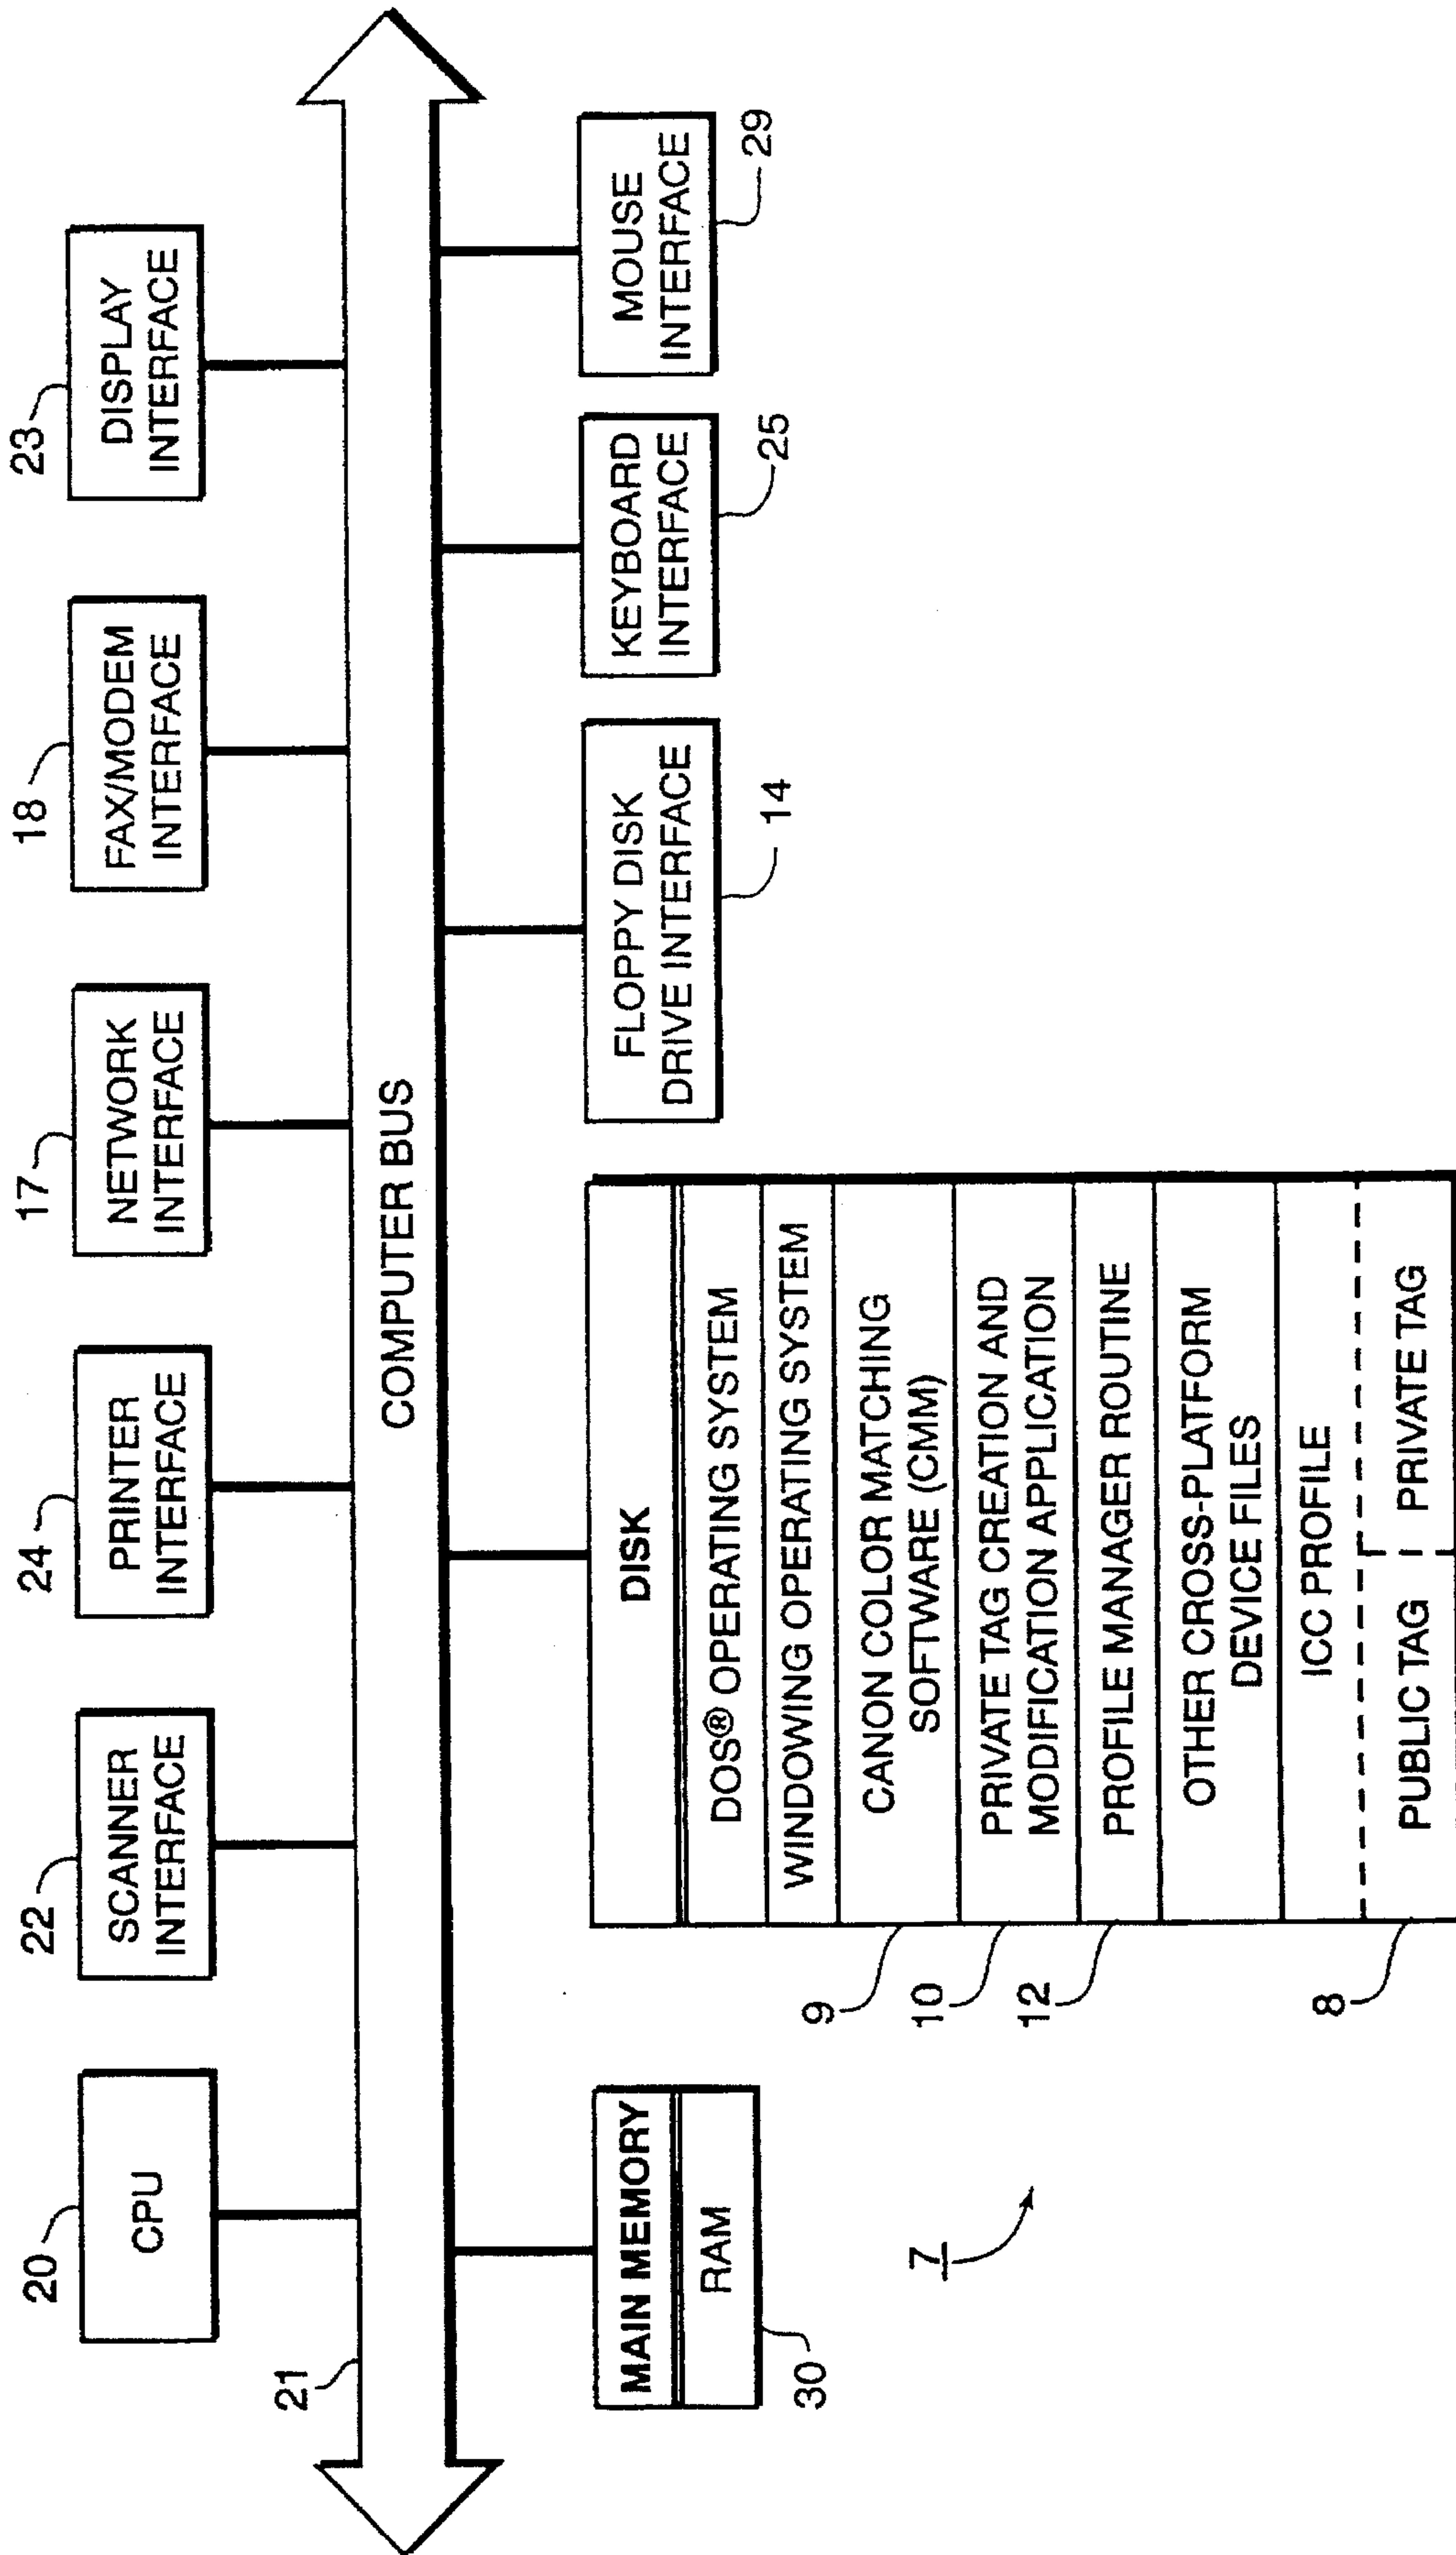 20
CPU
22
SCANNER
INTERFACE
24
PRINTER
INTERFACE
17
NETWORK
INTERFACE
18
FAX/MODEM
INTERFACE
23
DISPLAY
INTERFACE
21
COMPUTER BUS
MAIN MEMORY
RAM
30
DISK
DOS® OPERATING SYSTEM
WINDOWING OPERATING SYSTEM
9
CANON COLOR MATCHING
SOFTWARE (CMM)
10
PRIVATE TAG CREATION AND
MODIFICATION APPLICATION
12
PROFILE MANAGER ROUTINE
OTHER CROSS-PLATFORM
DEVICE FILES
ICC PROFILE
8
PUBLIC TAG
PRIVATE TAG
FLOPPY DISK
DRIVE INTERFACE
14
KEYBOARD
INTERFACE
25
MOUSE
INTERFACE
29
7